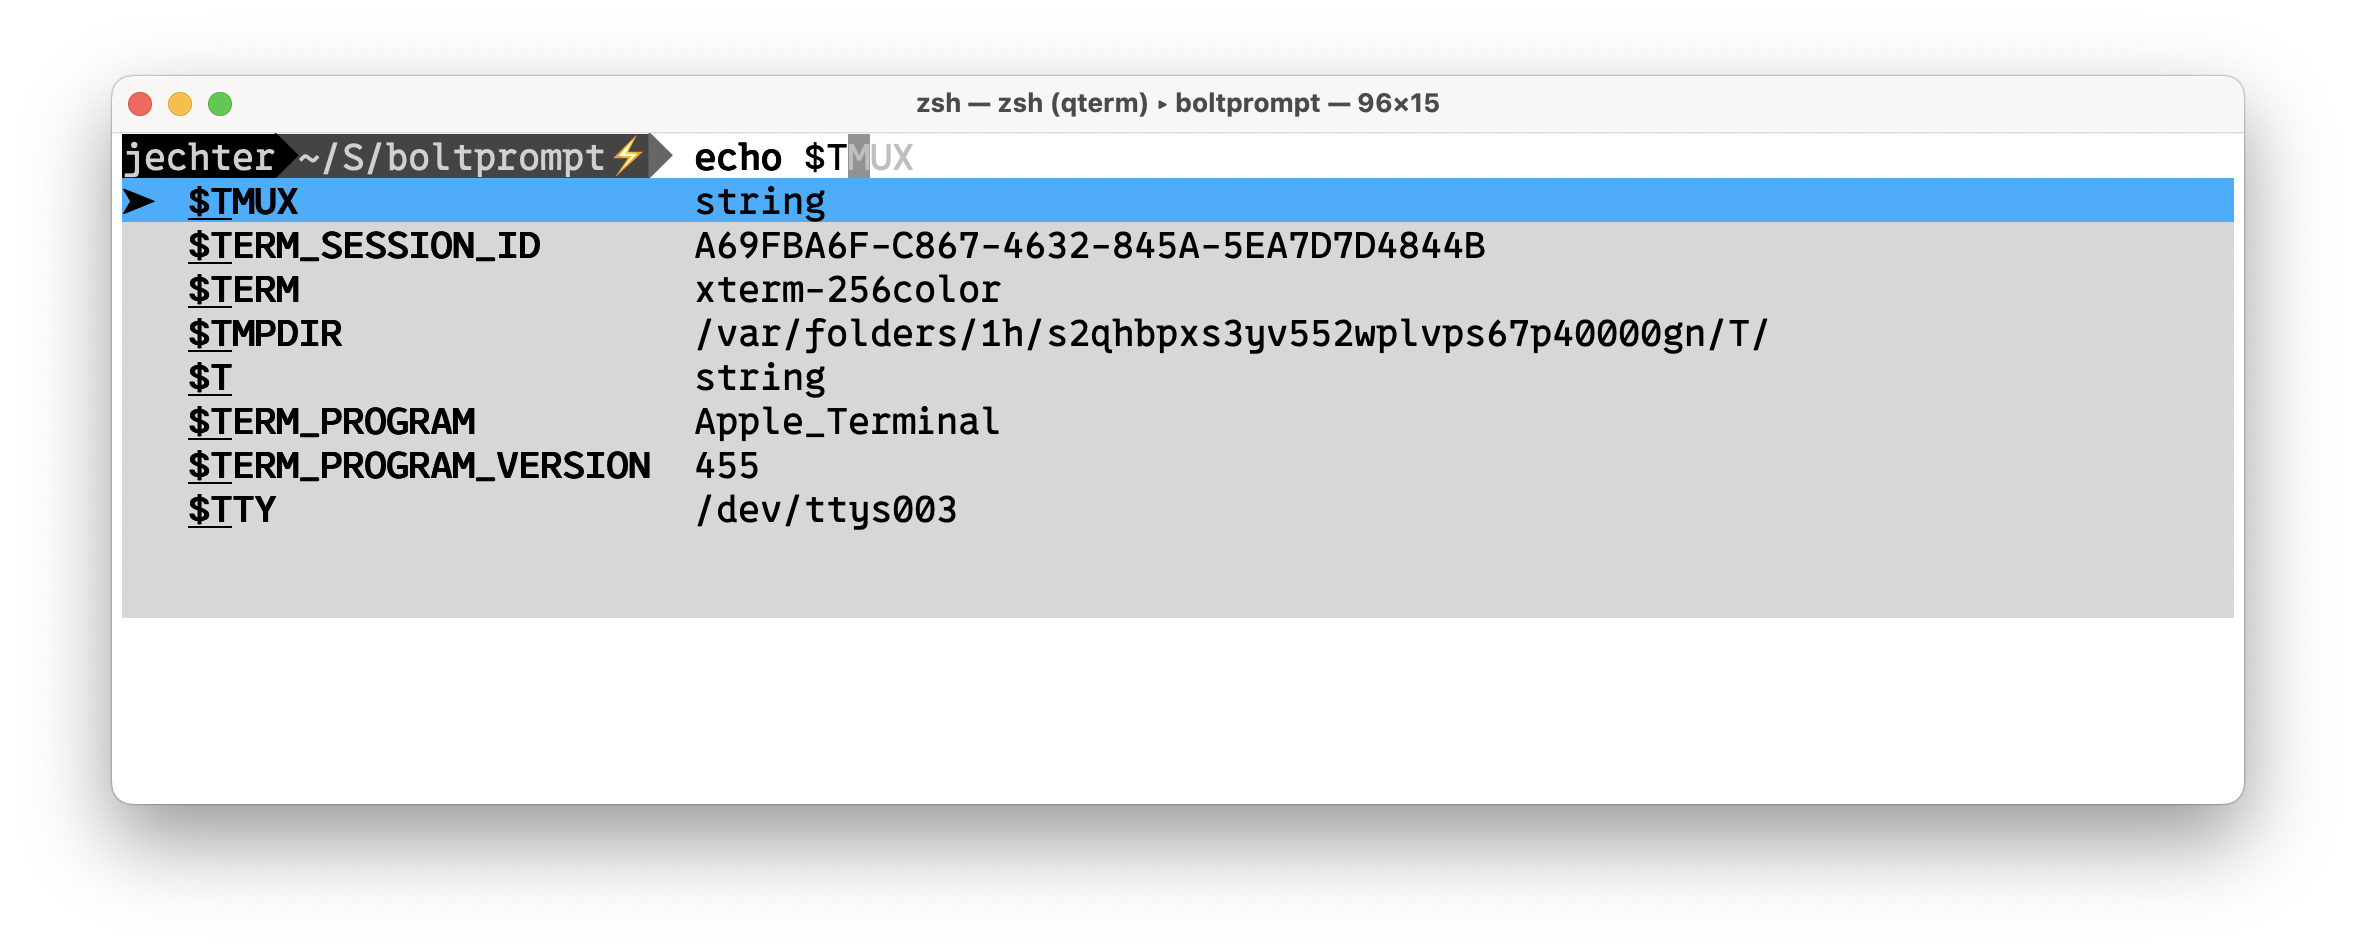 zsh — zsh (qterm) ▸ boltprompt — 96×15
jechter ~/S/boltprompt⚡ echo $TMUX
➤ $TMUX string
$TERM_SESSION_ID A69FBA6F-C867-4632-845A-5EA7D7D4844B
$TERM xterm-256color
$TMPDIR /var/folders/1h/s2qhbpxs3yv552wplvps67p40000gn/T/
$T string
$TERM_PROGRAM Apple_Terminal
$TERM_PROGRAM_VERSION 455
$TTY /dev/ttys003